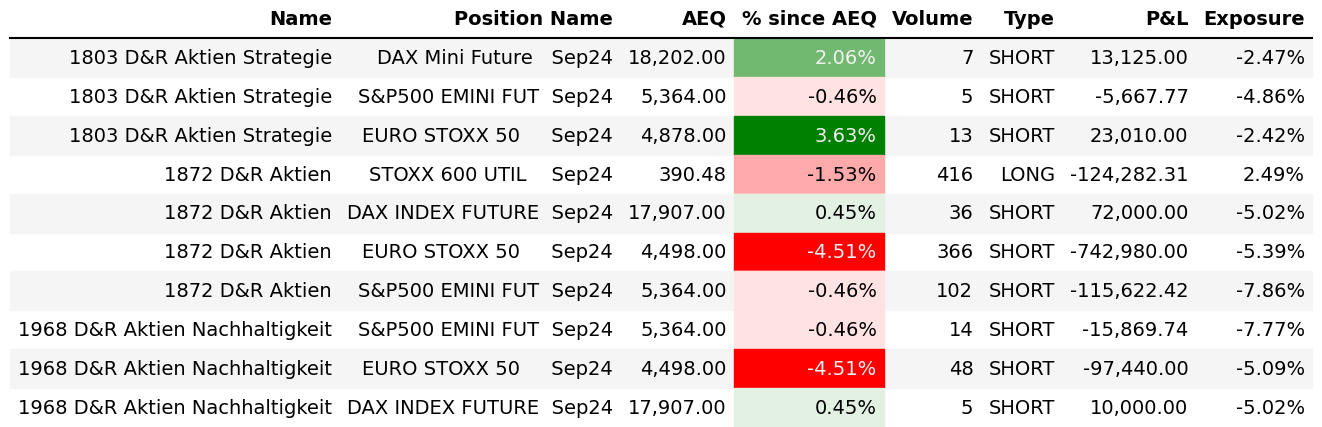 Name Position Name AEQ % since AEQ Volume Type P&L Exposure
1803 D&R Aktien Strategie DAX Mini Future Sep24 18,202.00 2.06% 7 SHORT 13,125.00 -2.47%
1803 D&R Aktien Strategie S&P500 EMINI FUT Sep24 5,364.00 -0.46% 5 SHORT -5,667.77 -4.86%
1803 D&R Aktien Strategie EURO STOXX 50 Sep24 4,878.00 3.63% 13 SHORT 23,010.00 -2.42%
1872 D&R Aktien STOXX 600 UTIL Sep24 390.48 -1.53% 416 LONG -124,282.31 2.49%
1872 D&R Aktien DAX INDEX FUTURE Sep24 17,907.00 0.45% 36 SHORT 72,000.00 -5.02%
1872 D&R Aktien EURO STOXX 50 Sep24 4,498.00 -4.51% 366 SHORT -742,980.00 -5.39%
1872 D&R Aktien S&P500 EMINI FUT Sep24 5,364.00 -0.46% 102 SHORT -115,622.42 -7.86%
1968 D&R Aktien Nachhaltigkeit S&P500 EMINI FUT Sep24 5,364.00 -0.46% 14 SHORT -15,869.74 -7.77%
1968 D&R Aktien Nachhaltigkeit EURO STOXX 50 Sep24 4,498.00 -4.51% 48 SHORT -97,440.00 -5.09%
1968 D&R Aktien Nachhaltigkeit DAX INDEX FUTURE Sep24 17,907.00 0.45% 5 SHORT 10,000.00 -5.02%